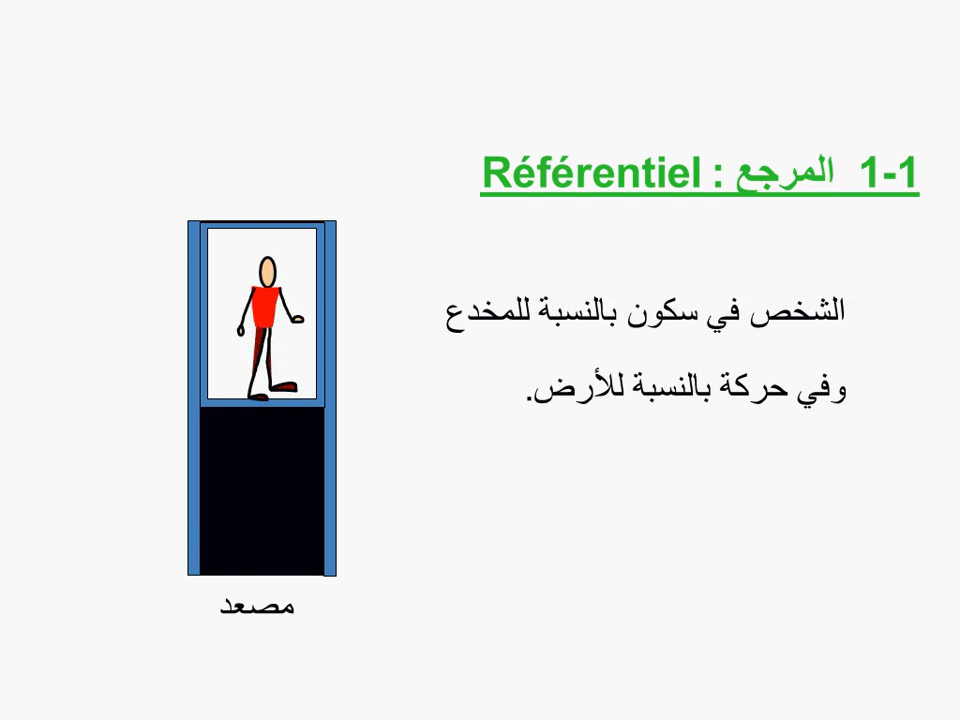 1-1 المرجع : Référentiel
الشخص في سكون بالنسبة للمخدع
وفي حركة بالنسبة للأرض.
مصعد